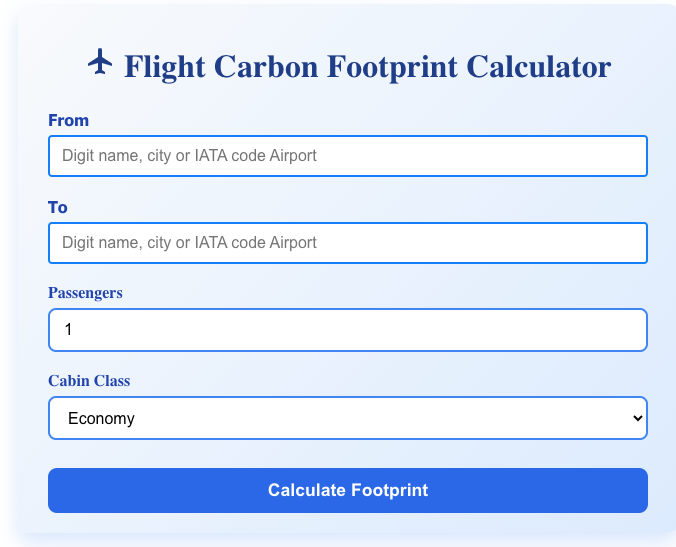 Flight Carbon Footprint Calculator
From
Digit name, city or IATA code Airport
To
Digit name, city or IATA code Airport
Passengers
1
Cabin Class
Economy
Calculate Footprint